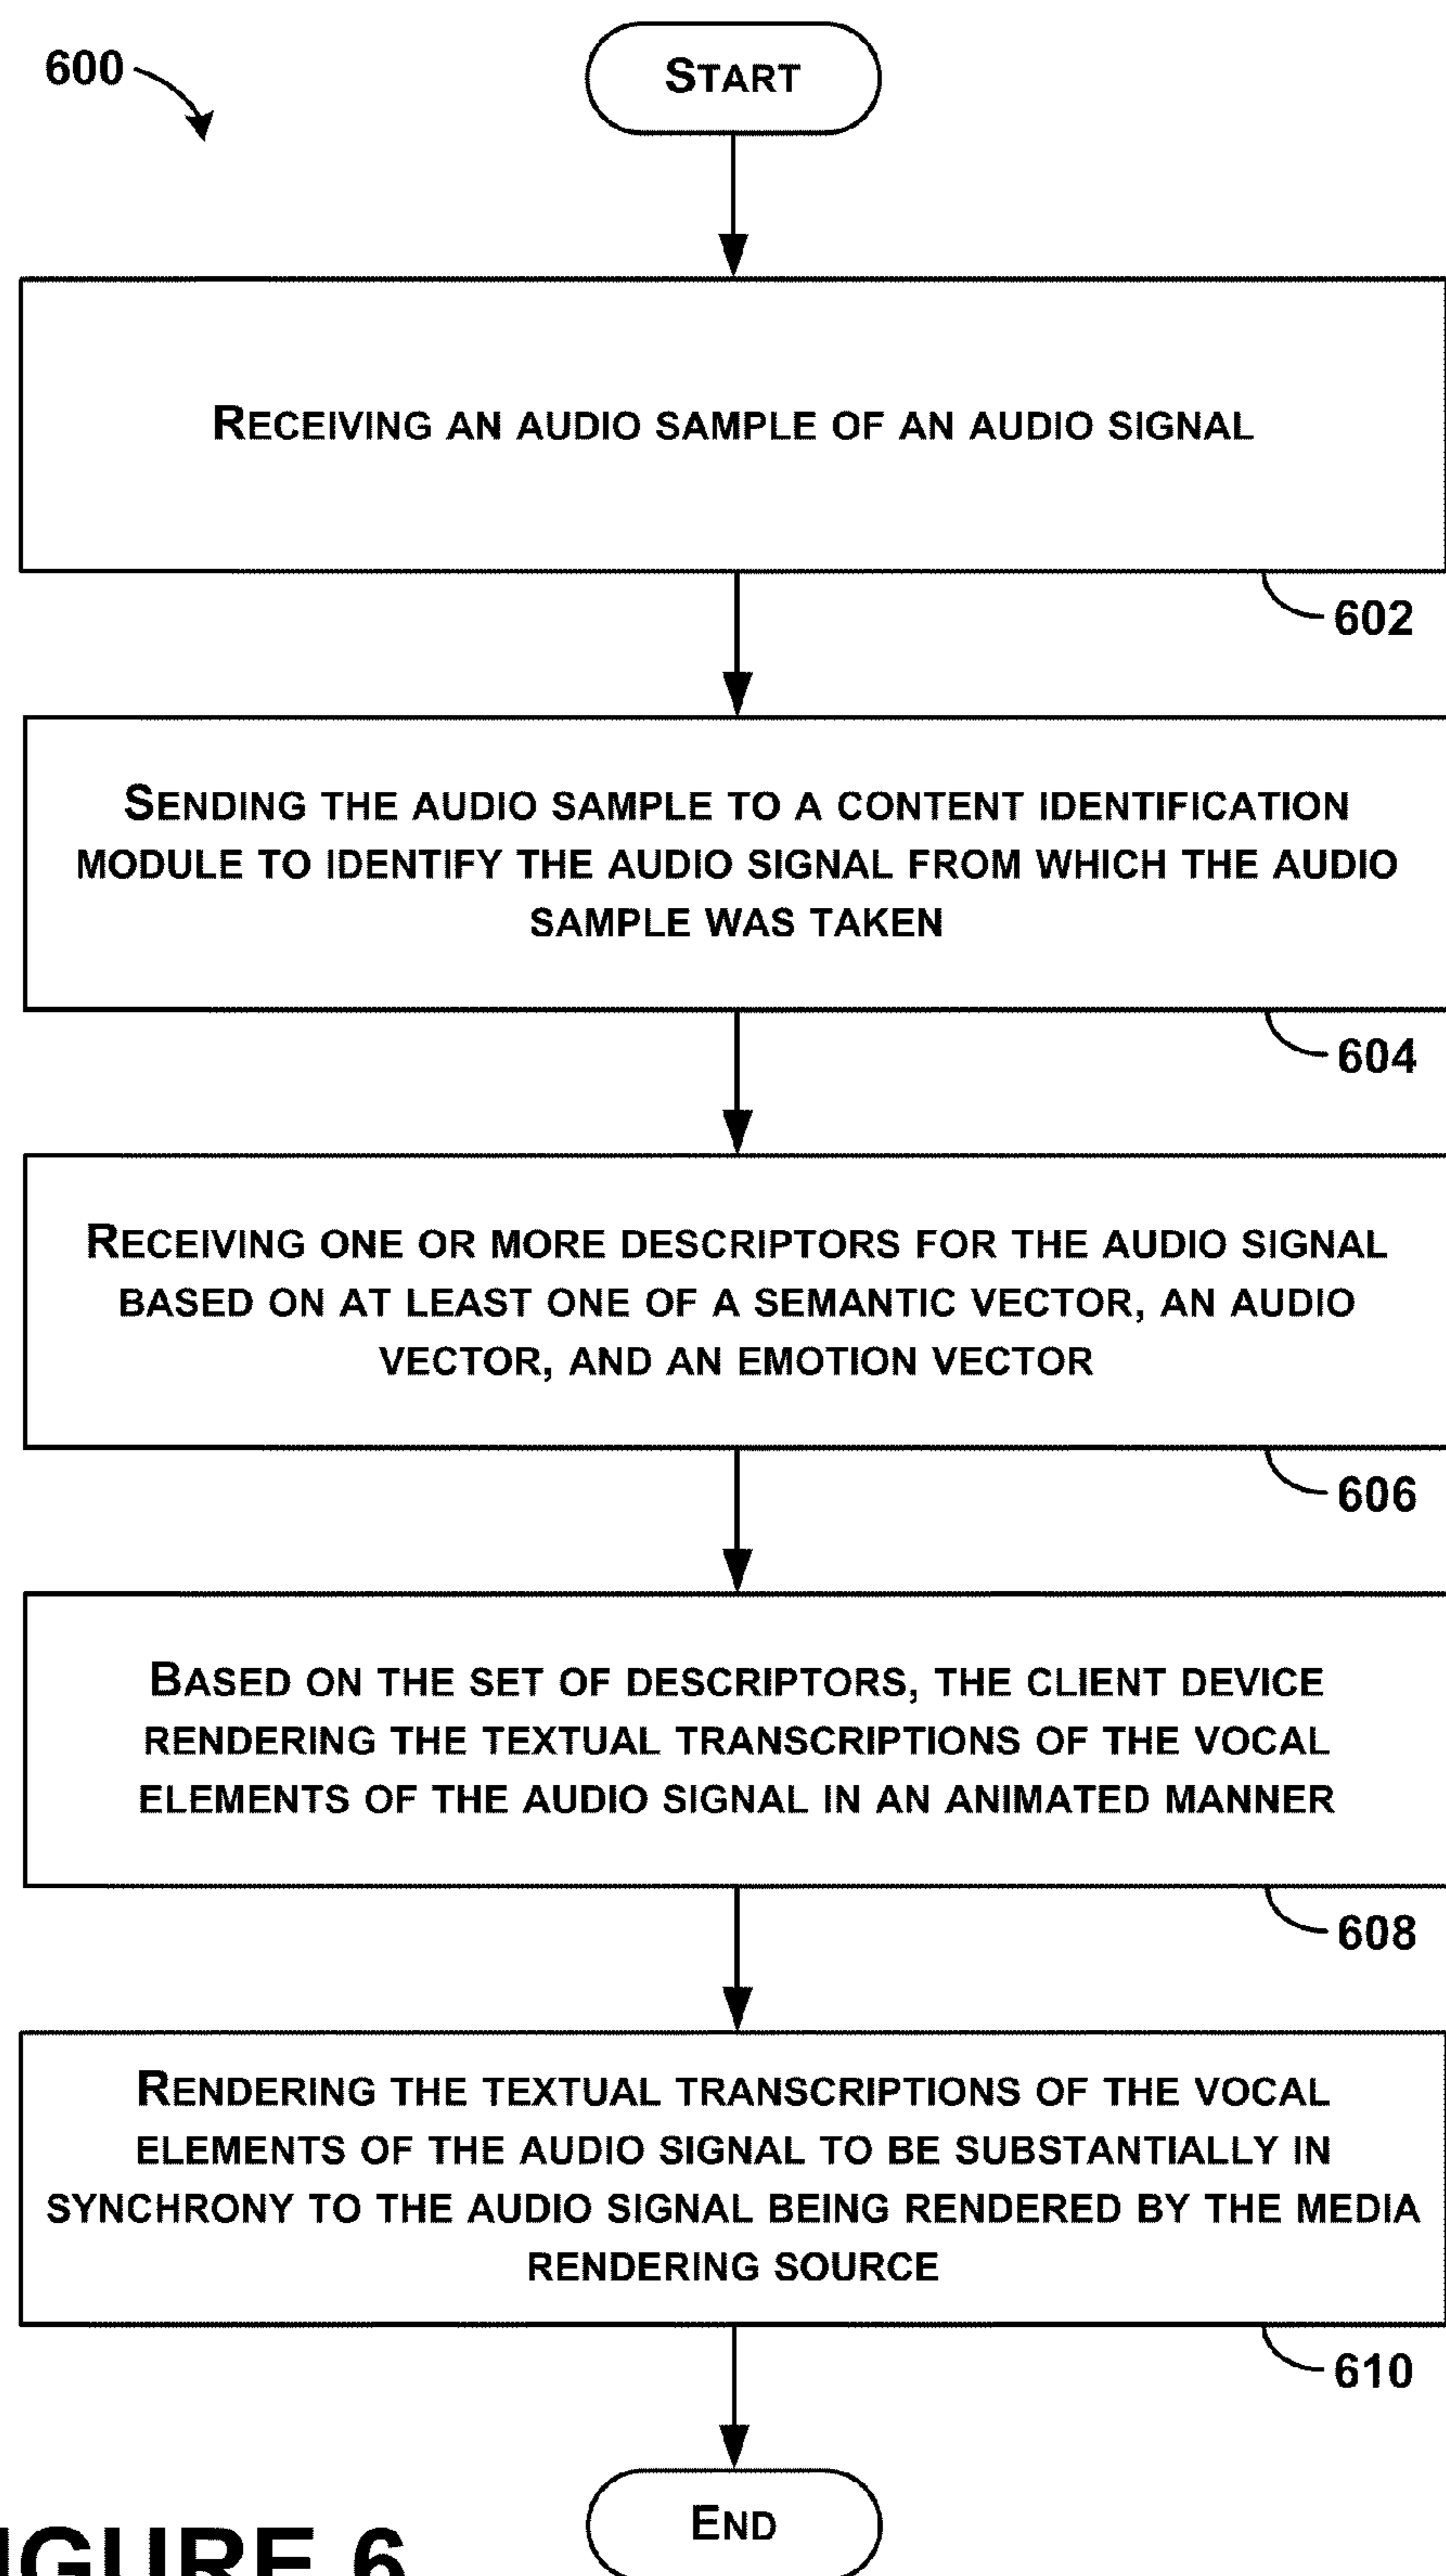 600
START
RECEIVING AN AUDIO SAMPLE OF AN AUDIO SIGNAL
602
SENDING THE AUDIO SAMPLE TO A CONTENT IDENTIFICATION
MODULE TO IDENTIFY THE AUDIO SIGNAL FROM WHICH THE AUDIO
SAMPLE WAS TAKEN
604
RECEIVING ONE OR MORE DESCRIPTORS FOR THE AUDIO SIGNAL
BASED ON AT LEAST ONE OF A SEMANTIC VECTOR, AN AUDIO
VECTOR, AND AN EMOTION VECTOR
606
BASED ON THE SET OF DESCRIPTORS, THE CLIENT DEVICE
RENDERING THE TEXTUAL TRANSCRIPTIONS OF THE VOCAL
ELEMENTS OF THE AUDIO SIGNAL IN AN ANIMATED MANNER
608
RENDERING THE TEXTUAL TRANSCRIPTIONS OF THE VOCAL
ELEMENTS OF THE AUDIO SIGNAL TO BE SUBSTANTIALLY IN
SYNCHRONY TO THE AUDIO SIGNAL BEING RENDERED BY THE MEDIA
RENDERING SOURCE
610
END
IGURE 6